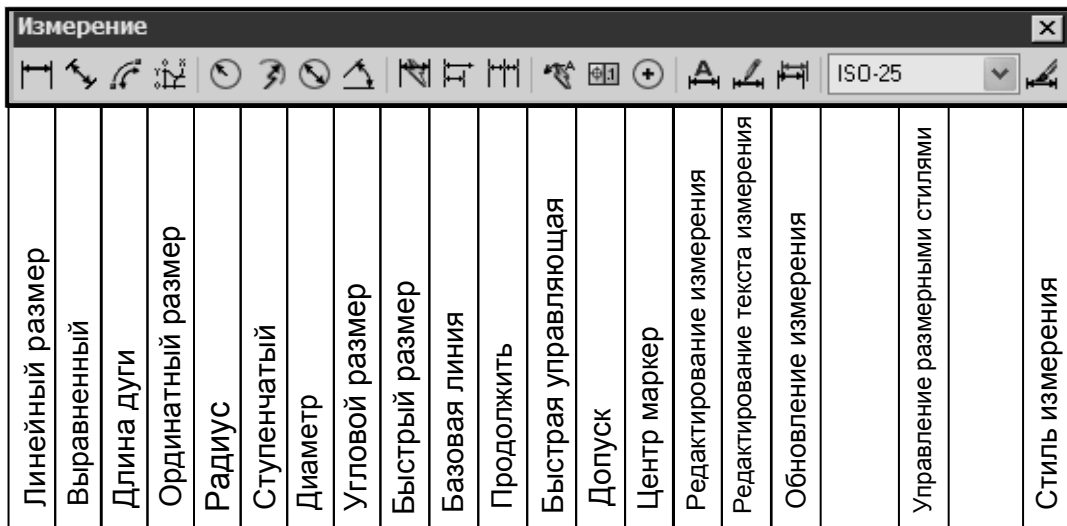 Измерение
ISO-25
Линейный размер
Выравненный
Длина дуги
Ординатный размер
Радиус
Ступенчатый
Диаметр
Угловой размер
Быстрый размер
Базовая линия
Продолжить
Быстрая управляющая
Допуск
Центр маркер
Редактирование измерения
Редактирование текста измерения
Обновление измерения
Управление размерными стилями
Стиль измерения